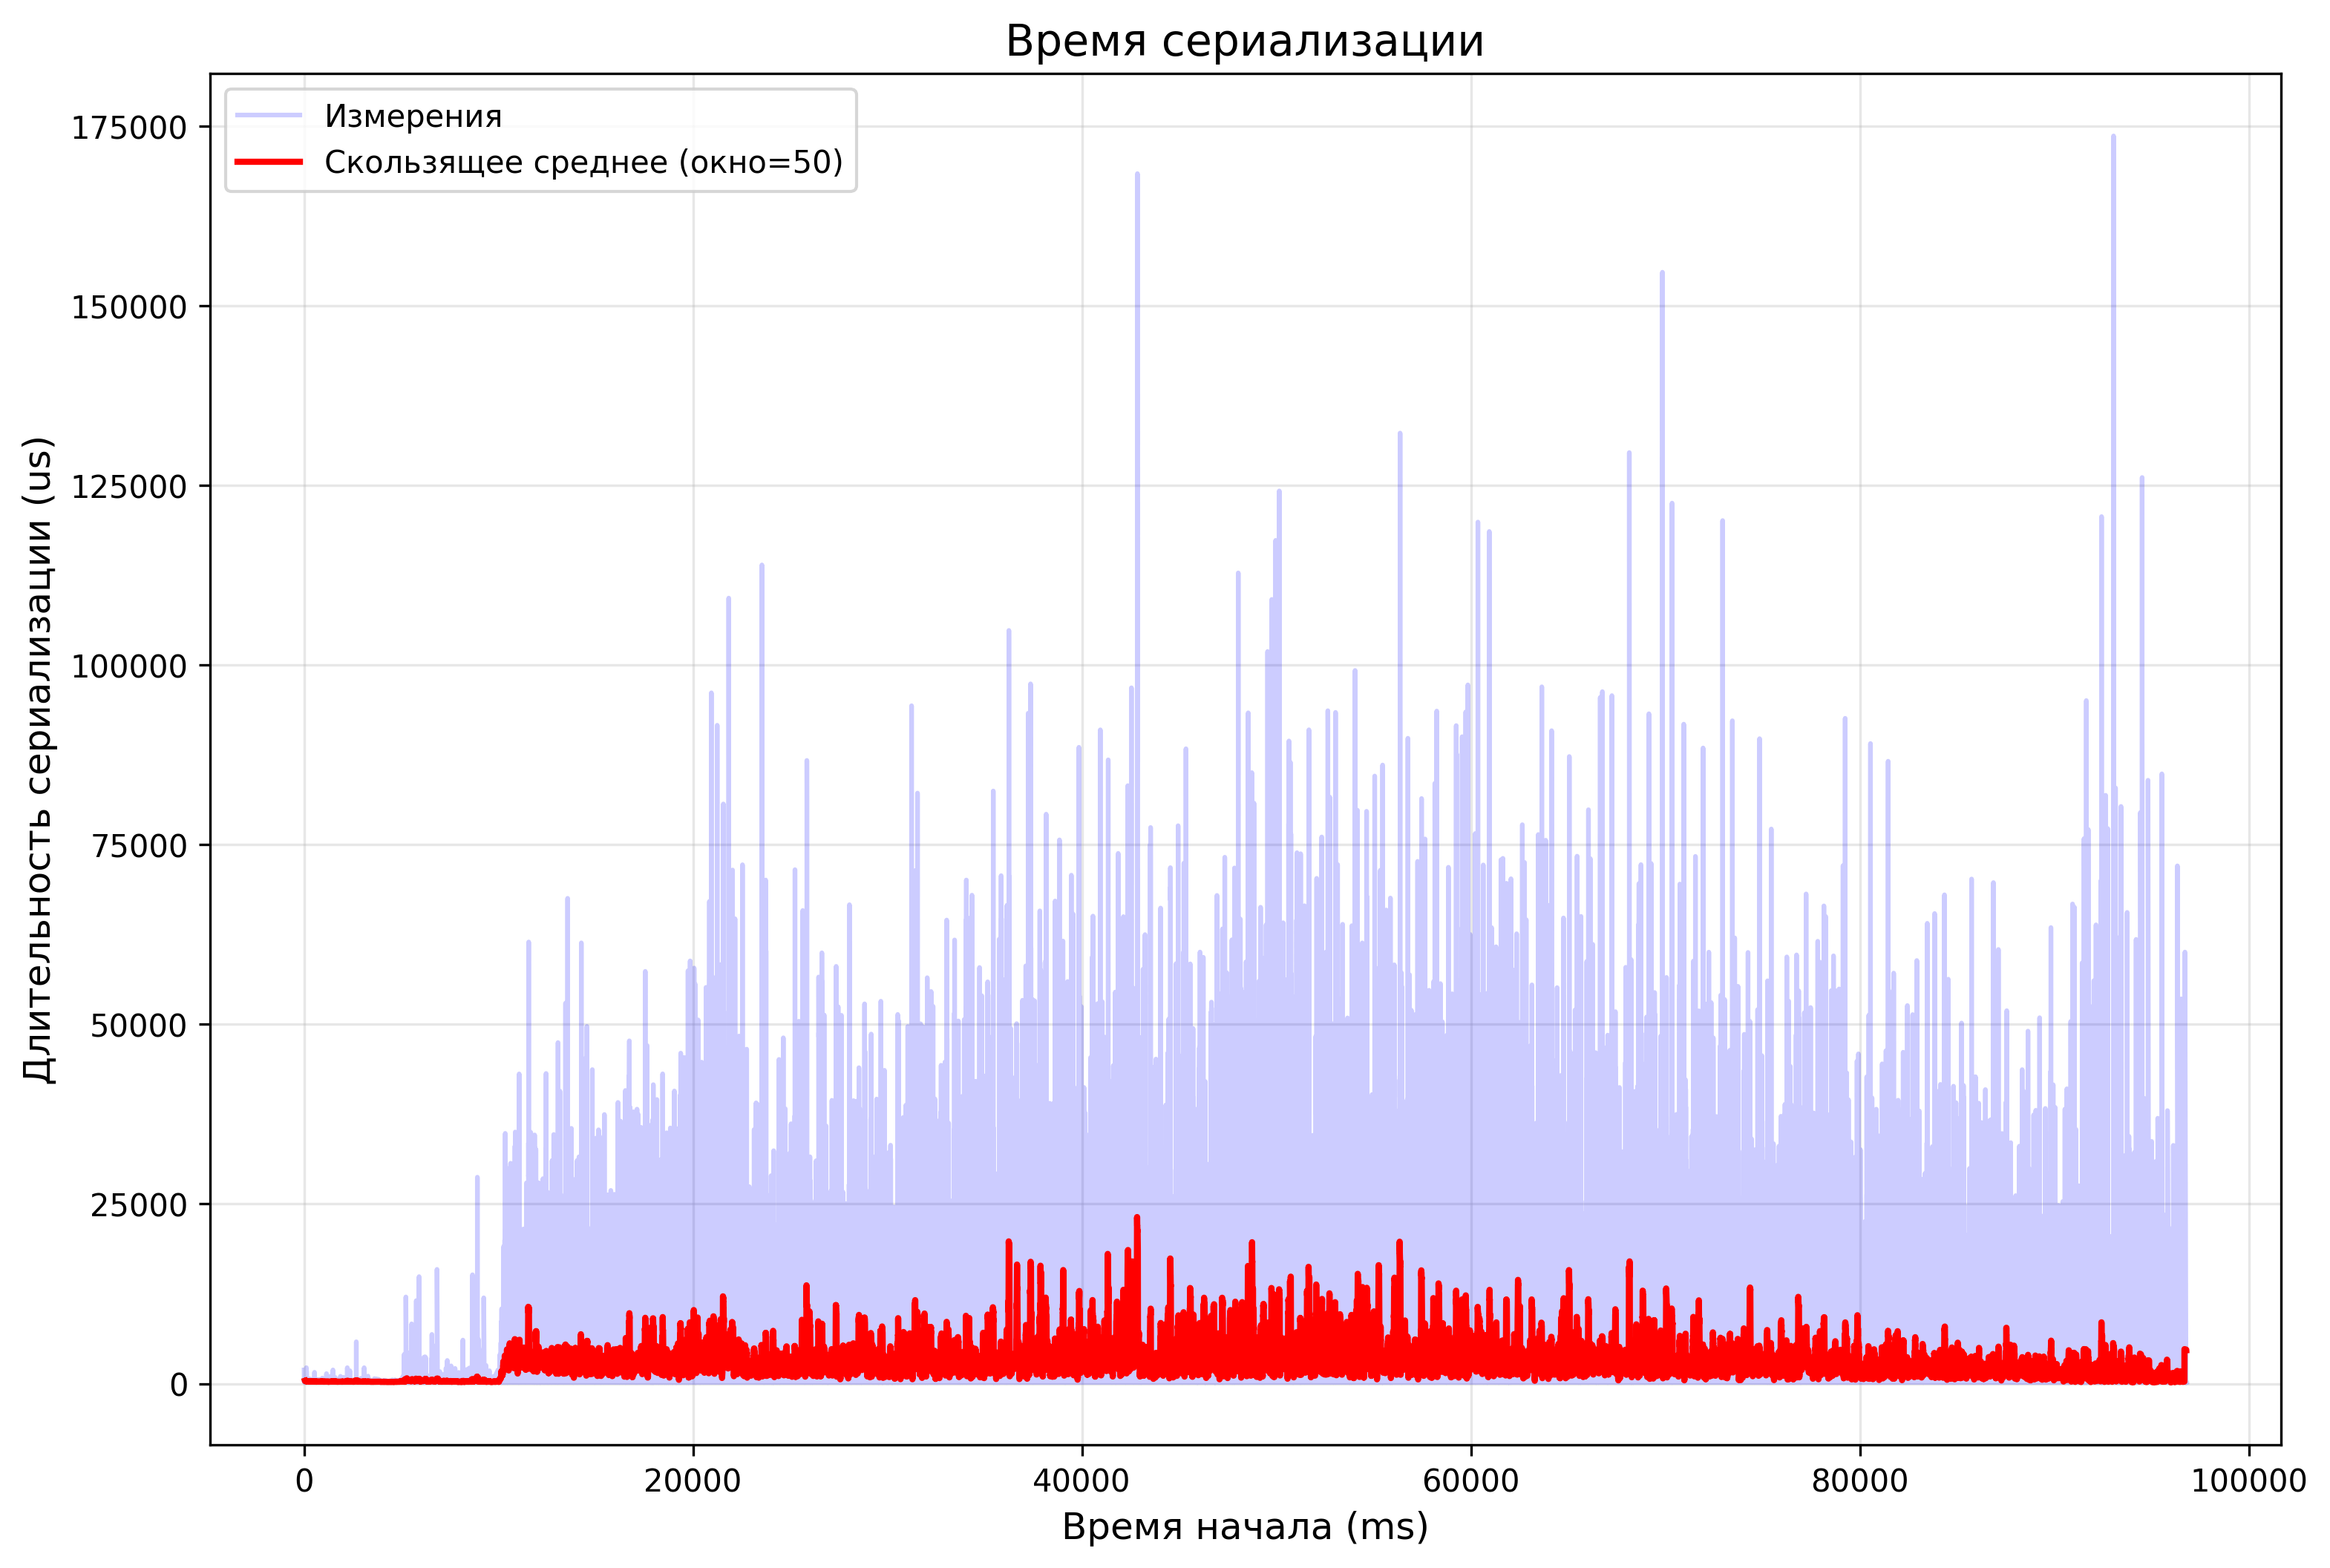 Время сериализации
Измерения
Скользящее среднее (окно=50)
175000
150000
125000
100000
75000
50000
25000
0
Длительность сериализации (us)
0 20000 40000 60000 80000 100000
Время начала (ms)